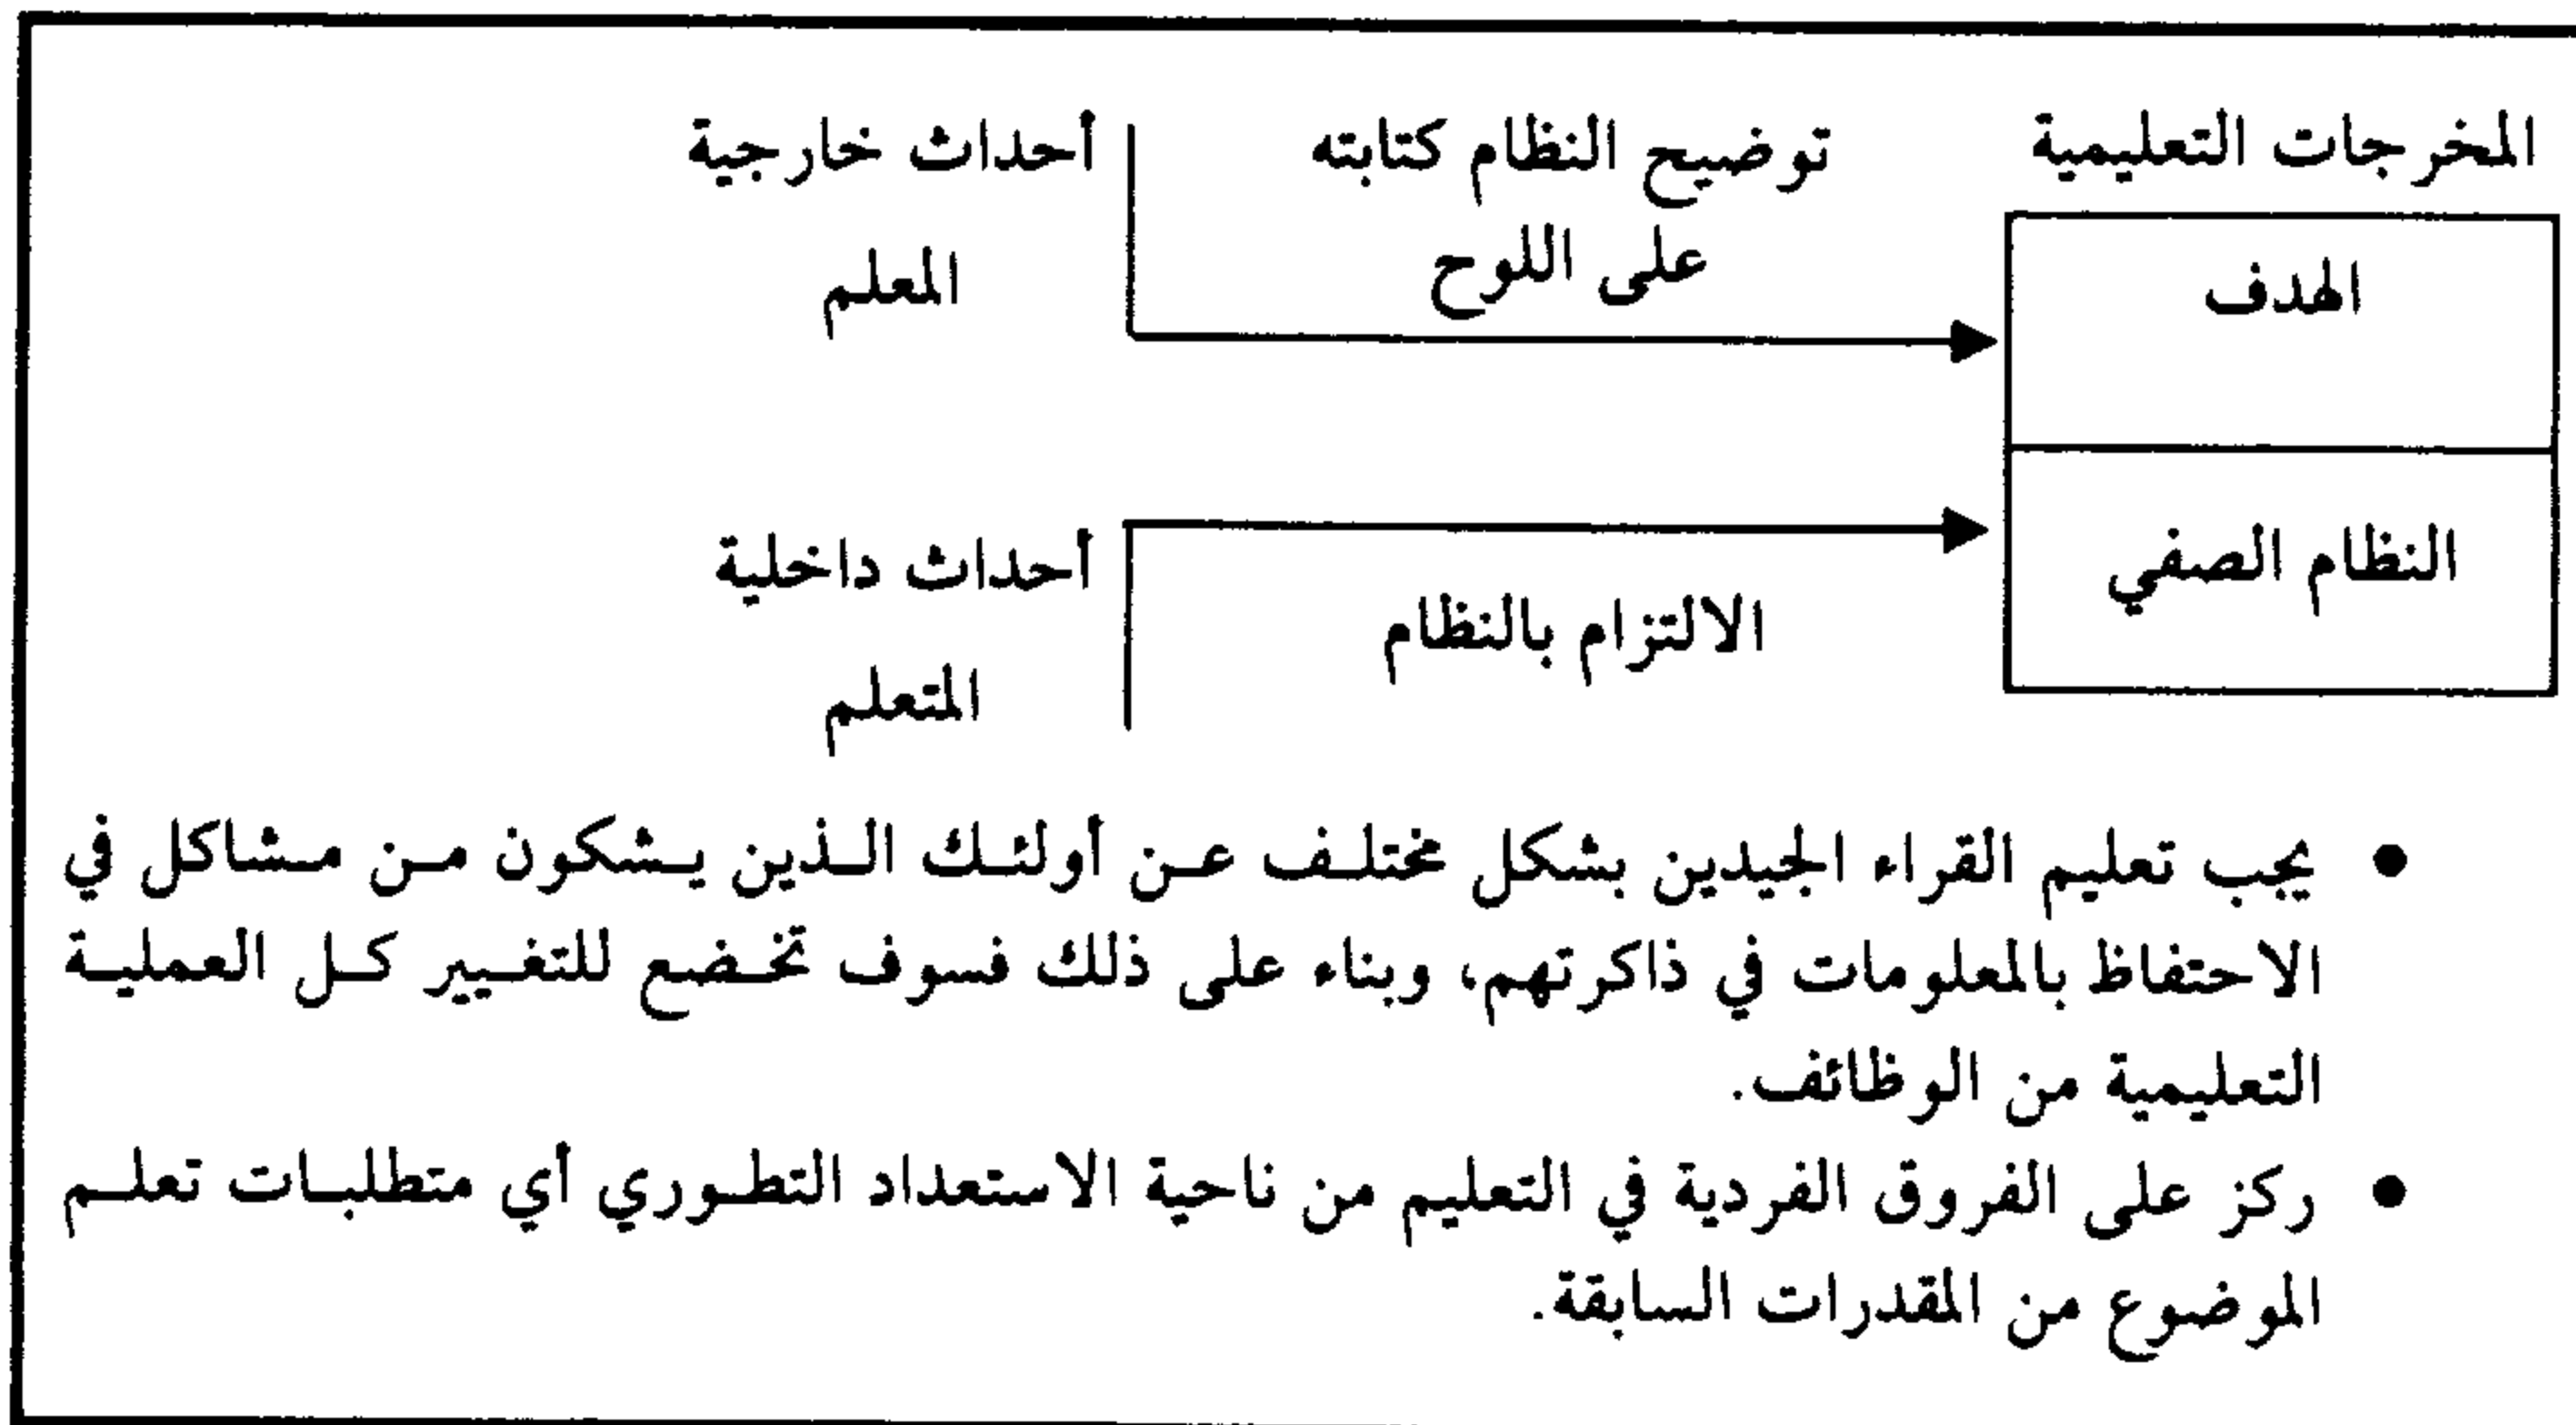 المخرجات التعليمية
توضيح النظام كتابته
على اللوح
أحداث خارجية
المعلم
الهدف
النظام الصفي
الالتزام بالنظام
أحداث داخلية
المتعلم
● يجب تعليم القراء الجيدين بشكل مختلف عن أولئك الذين يشكون من مشاكل في
الاحتفاظ بالمعلومات في ذاكرتهم، وبناء على ذلك فسوف تخضع للتغيير كل العملية
التعليمية من الوظائف.
● ركز على الفروق الفردية في التعليم من ناحية الاستعداد التطوري أي متطلبات تعلم
الموضوع من المقدرات السابقة.